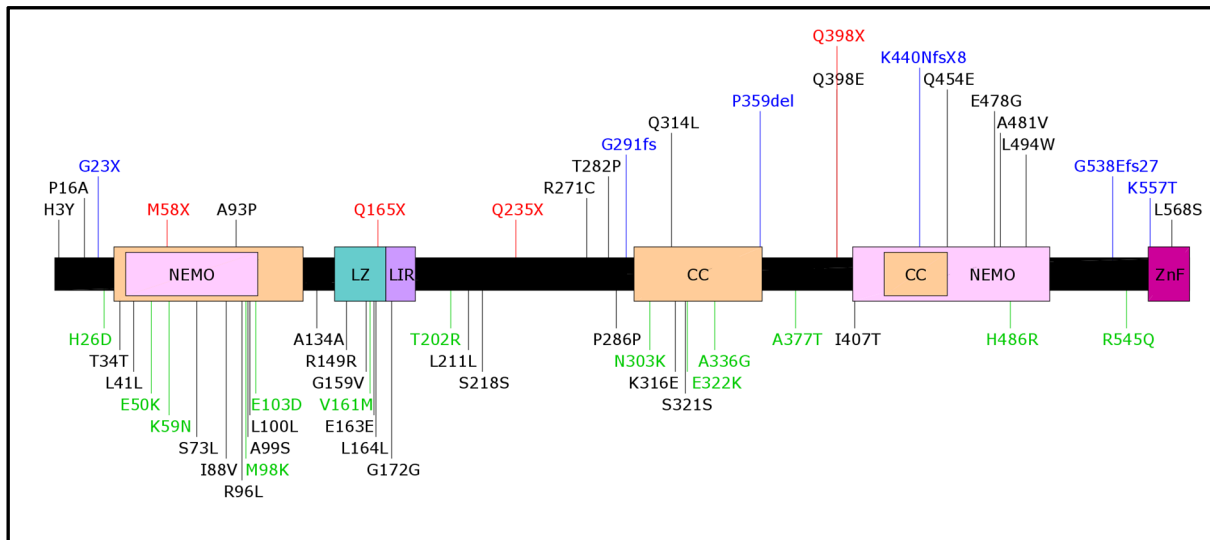 Q398X
K440NfsX8
Q398E
Q454E
P359del
E478G
Q314L
A481V
G291fs
L494W
G23X
T282P
G538Efs27
P16A
R271C
K557T
H3Y
M58X
A93P
Q165X
Q235X
L568S
NEMO
LZ
LIR
CC
CC
NEMO
ZnF
H26D
A134A
T202R
P286P
A377T
I407T
H486R
R545Q
T34T
R149R
L211L
N303K
A336G
L41L
G159V
S218S
K316E
E322K
E50K
E103D
V161M
S321S
K59N
L100L
E163E
S73L
A99S
L164L
I88V
M98K
G172G
R96L